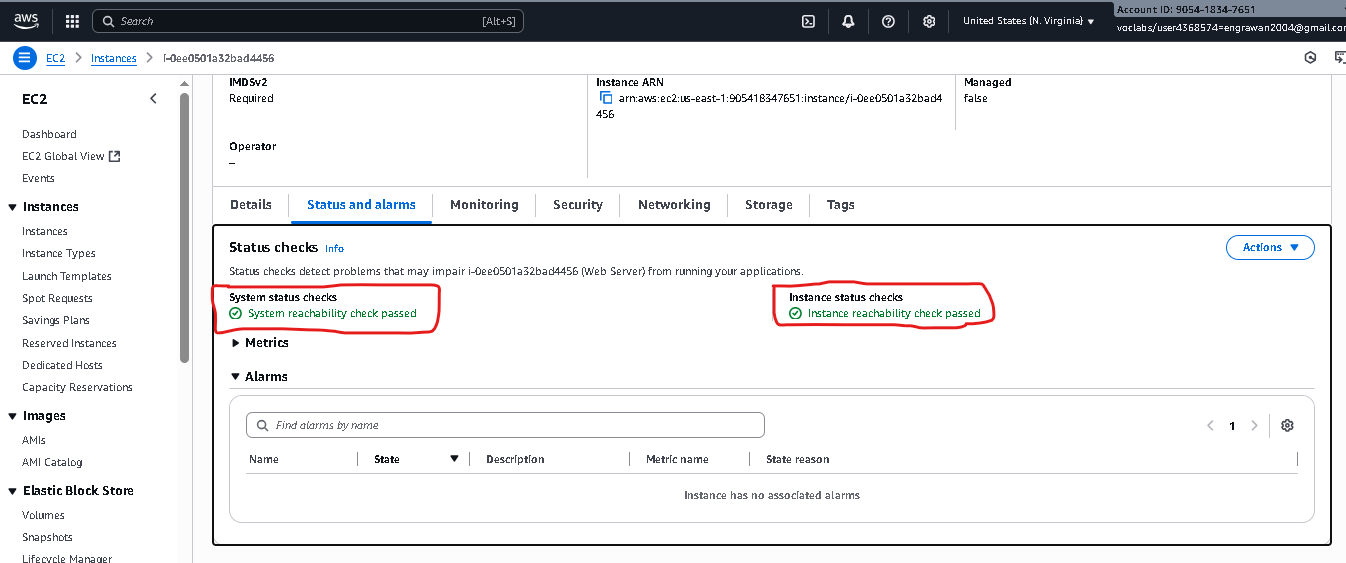 aws
Search [Alt+S]
United States (N. Virginia)
Account ID: 9054-1834-7651
voclabs/user4368574=engrawan2004@gmail.co
EC2 > Instances > i-0ee0501a32bad4456
EC2
Dashboard
EC2 Global View
Events
Instances
Instances
Instance Types
Launch Templates
Spot Requests
Savings Plans
Reserved Instances
Dedicated Hosts
Capacity Reservations
Images
AMIs
AMI Catalog
Elastic Block Store
Volumes
Snapshots
Lifecycle Manager
IMDSv2
Required
Operator
–
Instance ARN
arn:aws:ec2:us-east-1:905418347651:instance/i-0ee0501a32bad4
456
Managed
false
Details Status and alarms Monitoring Security Networking Storage Tags
Status checks Info
Actions
Status checks detect problems that may impair i-0ee0501a32bad4456 (Web Server) from running your applications.
System status checks
System reachability check passed
Instance status checks
Instance reachability check passed
Metrics
Alarms
Find alarms by name
1
Name State Description Metric name State reason
Instance has no associated alarms